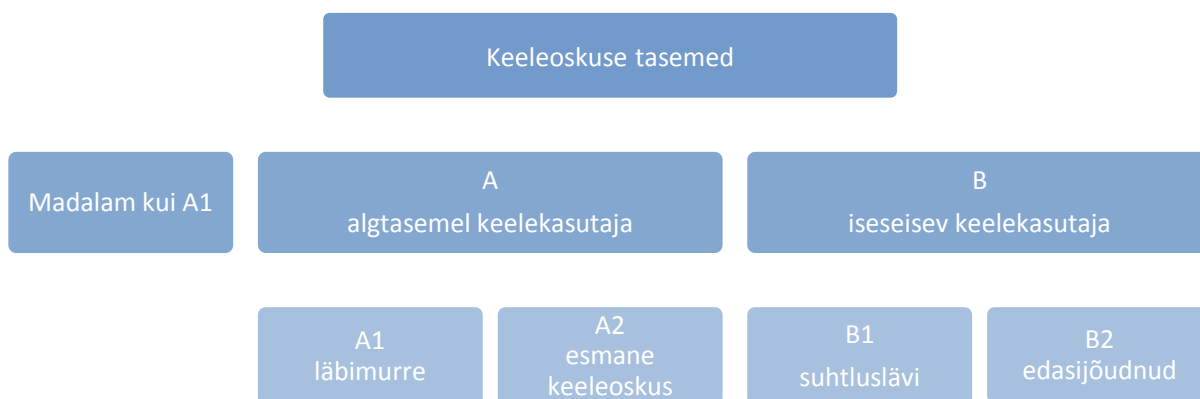 Keeleoskuse tasemed
Madalam kui A1
A
algtasemel keelekasutaja
B
iseseisev keelekasutaja
A1
läbimurre
A2
esmane
keeleoskus
B1
suhtluslävi
B2
edasijõudnud